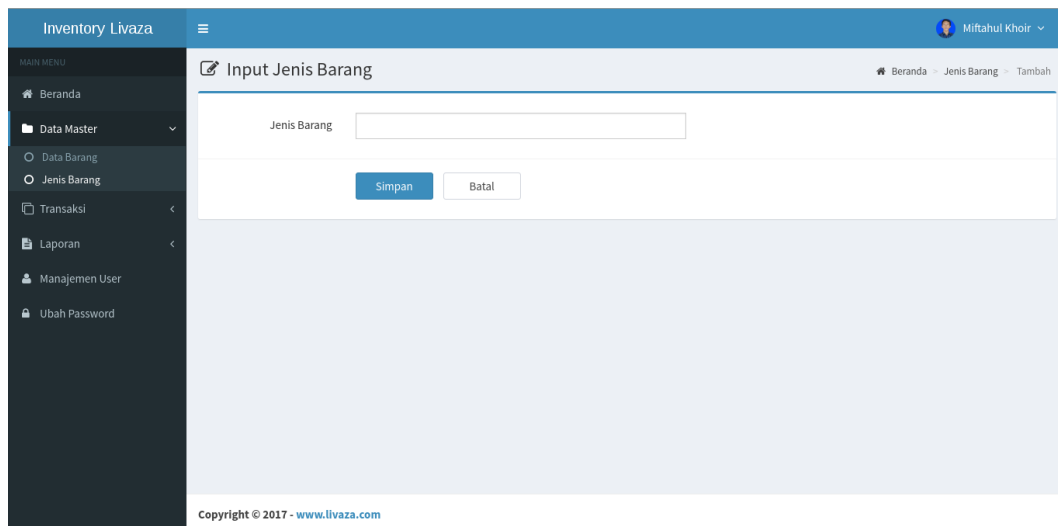 Inventory Livaza
Miftahul Khoir
MAIN MENU
Beranda
Data Master
Data Barang
Jenis Barang
Transaksi
Laporan
Manajemen User
Ubah Password
Input Jenis Barang
Beranda > Jenis Barang > Tambah
Jenis Barang
Simpan Batal
Copyright © 2017 - www.livaza.com